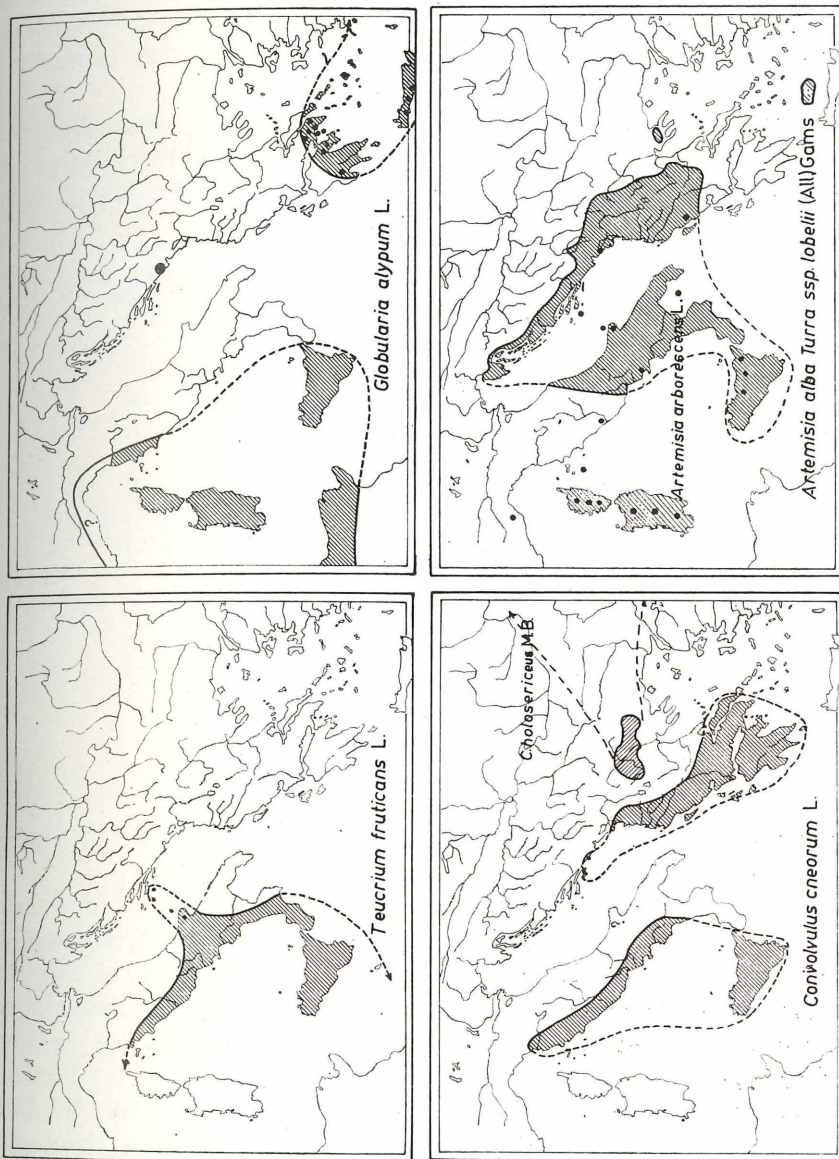 Teucrium fruticans L.
Globularia alypum L.
?
C.holosericeus M.B.
Convolvulus cneorum L.
Artemisia arborescens L.
Artemisia alba Turra ssp. lobelii (All)Gams